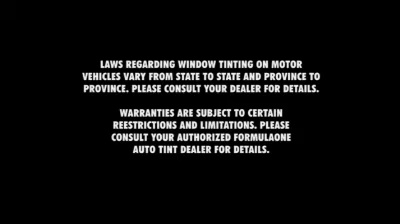 LAWS REGARDING WINDOW TINTING ON MOTOR
VEHICLES VARY FROM STATE TO STATE AND PROVINCE TO
PROVINCE. PLEASE CONSULT YOUR DEALER FOR DETAILS.
WARRANTIES ARE SUBJECT TO CERTAIN
REESTRICTIONS AND LIMITATIONS. PLEASE
CONSULT YOUR AUTHORIZED FORMULAONE
AUTO TINT DEALER FOR DETAILS.